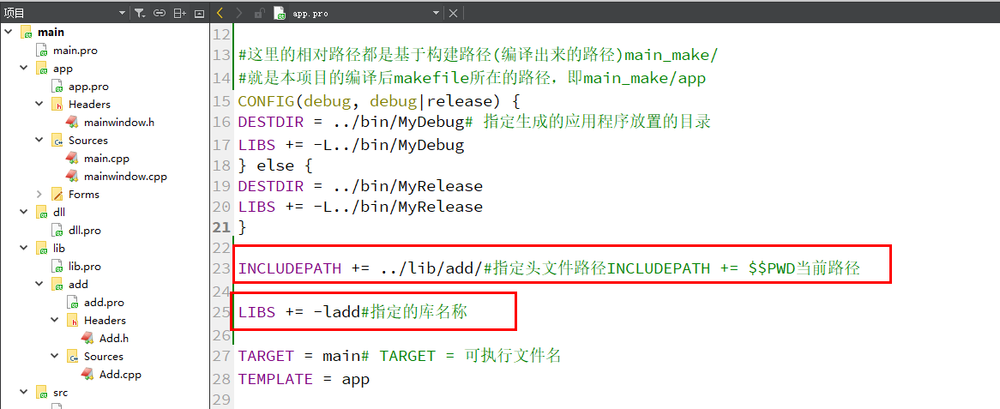 项目
app.pro
main
main.pro
app
app.pro
Headers
mainwindow.h
Sources
main.cpp
mainwindow.cpp
Forms
dll
dll.pro
lib
lib.pro
add
add.pro
Headers
Add.h
Sources
Add.cpp
src
12
13 #这里的相对路径都是基于构建路径(编译出来的路径)main_make/
14 #就是本项目的编译后makefile所在的路径，即main_make/app
15 CONFIG(debug, debug|release) {
16 DESTDIR = ../bin/MyDebug# 指定生成的应用程序放置的目录
17 LIBS += -L../bin/MyDebug
18 } else {
19 DESTDIR = ../bin/MyRelease
20 LIBS += -L../bin/MyRelease
21 }
22
23 INCLUDEPATH += ../lib/add/#指定头文件路径INCLUDEPATH += $$PWD当前路径
24
25 LIBS += -ladd#指定的库名称
26
27 TARGET = main# TARGET = 可执行文件名
28 TEMPLATE = app
29